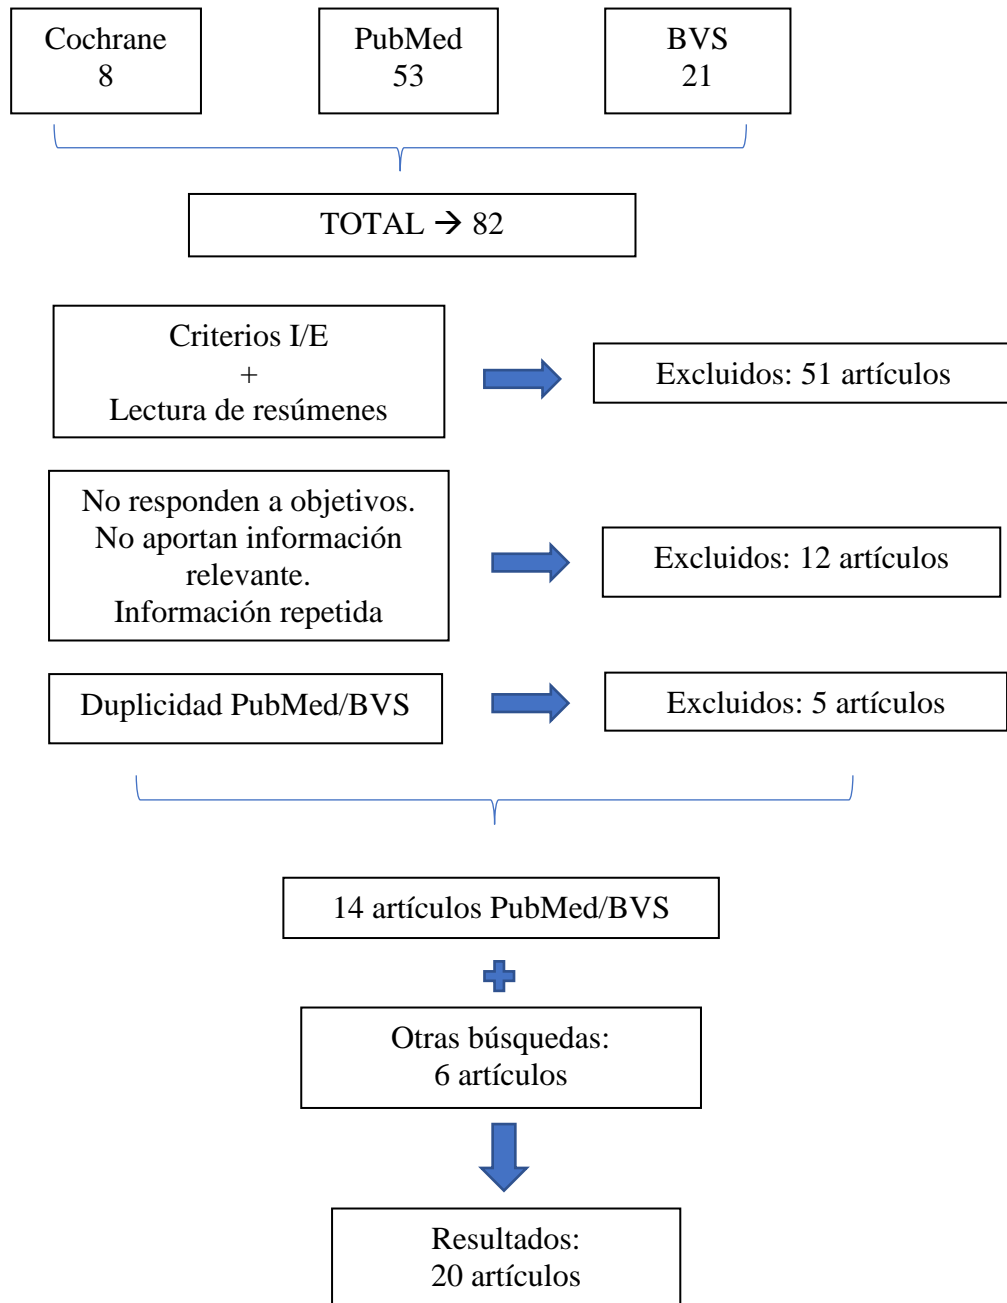 Cochrane
8
PubMed
53
BVS
21
TOTAL → 82
Criterios I/E
+
Lectura de resúmenes
Excluidos: 51 artículos
No responden a objetivos.
No aportan información
relevante.
Información repetida
Excluidos: 12 artículos
Duplicidad PubMed/BVS
Excluidos: 5 artículos
14 artículos PubMed/BVS
Otras búsquedas:
6 artículos
Resultados:
20 artículos